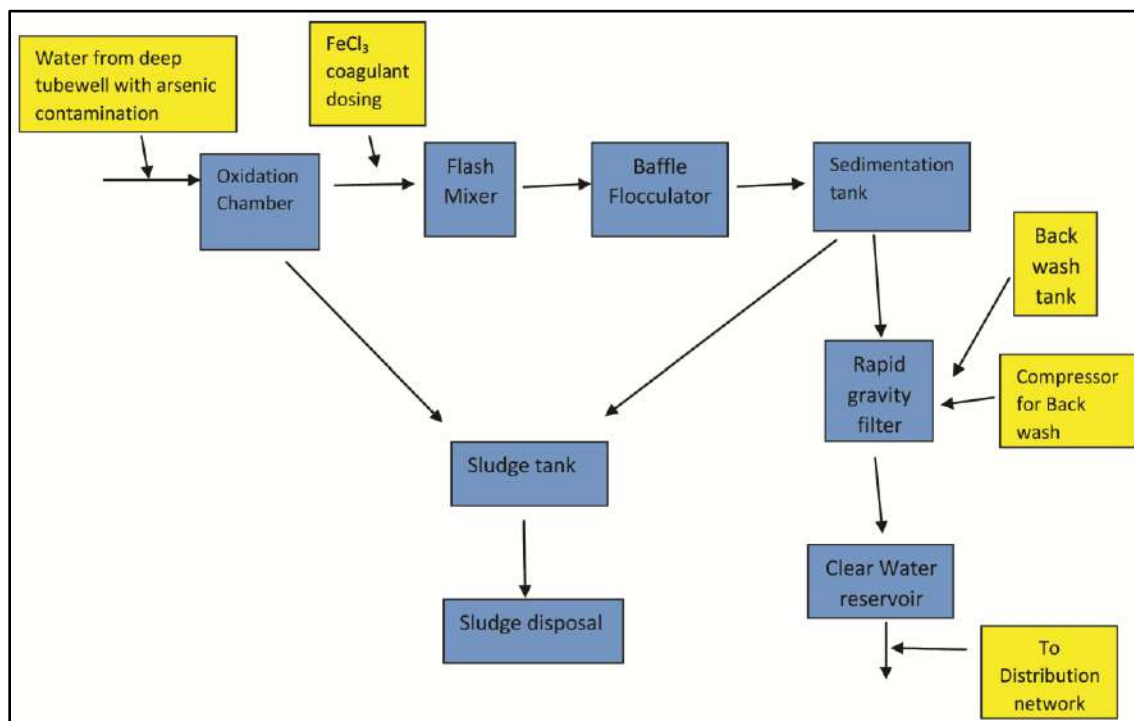 Water from deep
tubewell with arsenic
contamination
FeCl₃
coagulant
dosing
Oxidation
Chamber
Flash
Mixer
Baffle
Flocculator
Sedimentation
tank
Back
wash
tank
Rapid
gravity
filter
Compressor
for Back
wash
Sludge tank
Clear Water
reservoir
Sludge disposal
To
Distribution
network